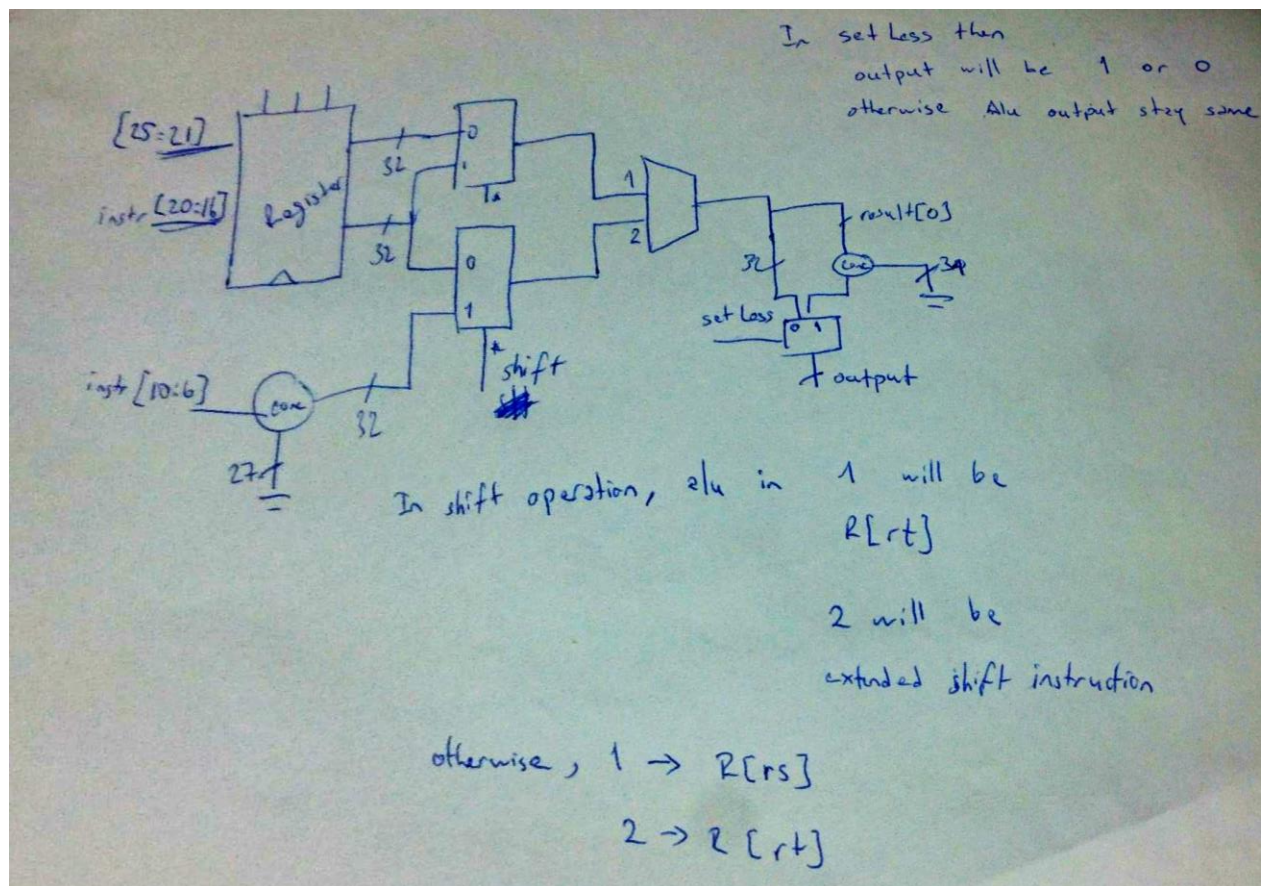 In set Less then
output will be 1 or 0
otherwise Alu output stay same
[25:21]
instr [20:16]
Register
32
32
0
1
0
1
shift
instr [10:6]
conc
32
27
1
2
32
result[0]
conc
set Less
0 1
output
In shift operation, alu in 1 will be
R[rt]
2 will be
extended shift instruction
otherwise, 1 → R[rs]
2 → R[rt]